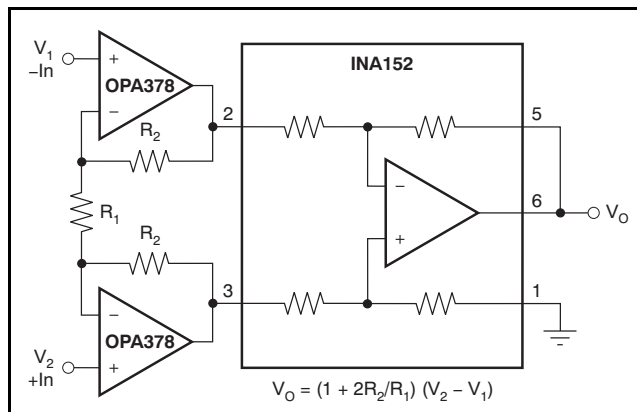 V1
−In
+
OPA378
−
R2
R1
R2
−
OPA378
+
V2
+In
INA152
2
5
−
6
+
VO
3
1
VO = (1 + 2R2/R1) (V2 − V1)